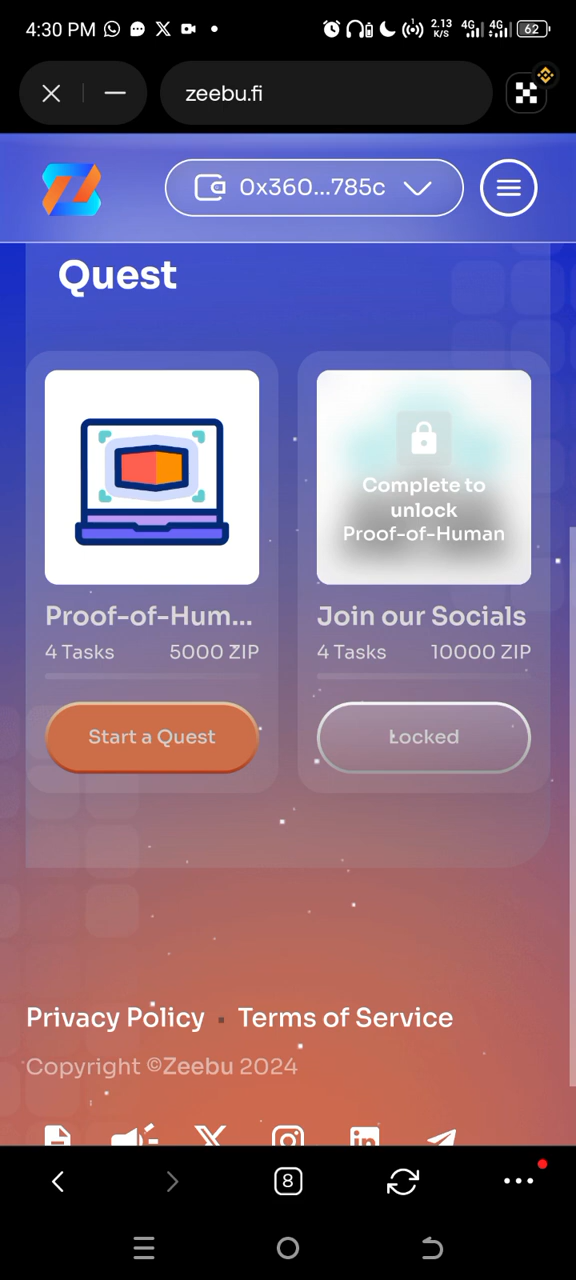 4:30 PM
2.13
K/S
4G
4G
62
zeebu.fi
0x360...785c
Quest
Complete to
unlock
Proof-of-Human
Proof-of-Hum...
Join our Socials
4 Tasks
5000 ZIP
4 Tasks
10000 ZIP
Start a Quest
Locked
Privacy Policy • Terms of Service
Copyright ©Zeebu 2024
8